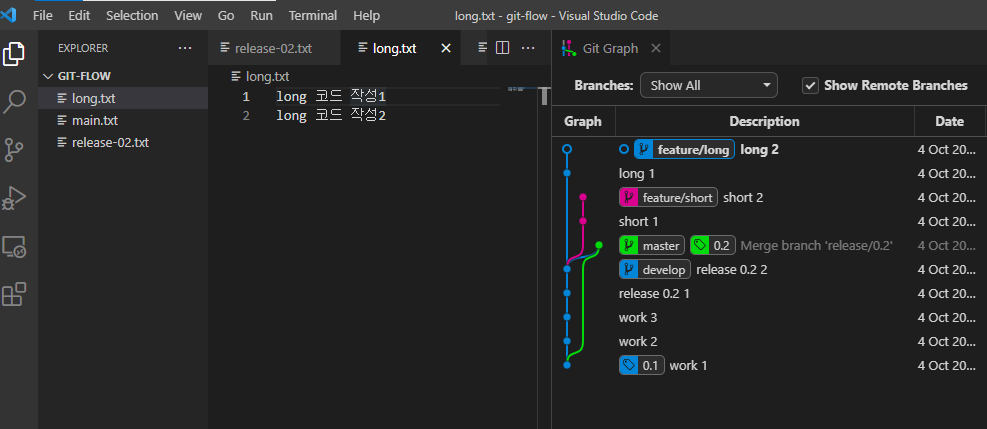 File Edit Selection View Go Run Terminal Help long.txt - git-flow - Visual Studio Code
EXPLORER ···
GIT-FLOW
long.txt
main.txt
release-02.txt
release-02.txt long.txt ···
long.txt
1 long 코드 작성1
2 long 코드 작성2
Git Graph
Branches: Show All Show Remote Branches
Graph Description Date
feature/long long 2 4 Oct 20...
long 1 4 Oct 20...
feature/short short 2 4 Oct 20...
short 1 4 Oct 20...
master 0.2 Merge branch 'release/0.2' 4 Oct 20...
develop release 0.2 2 4 Oct 20...
release 0.2 1 4 Oct 20...
work 3 4 Oct 20...
work 2 4 Oct 20...
0.1 work 1 4 Oct 20...